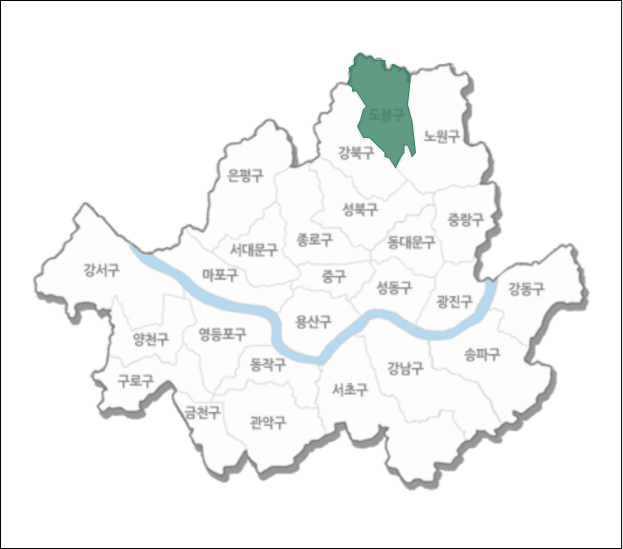 도봉구
노원구
강북구
은평구
성북구
중랑구
종로구
동대문구
서대문구
강서구
마포구
중구
성동구
강동구
광진구
용산구
양천구
영등포구
송파구
동작구
강남구
구로구
서초구
금천구
관악구